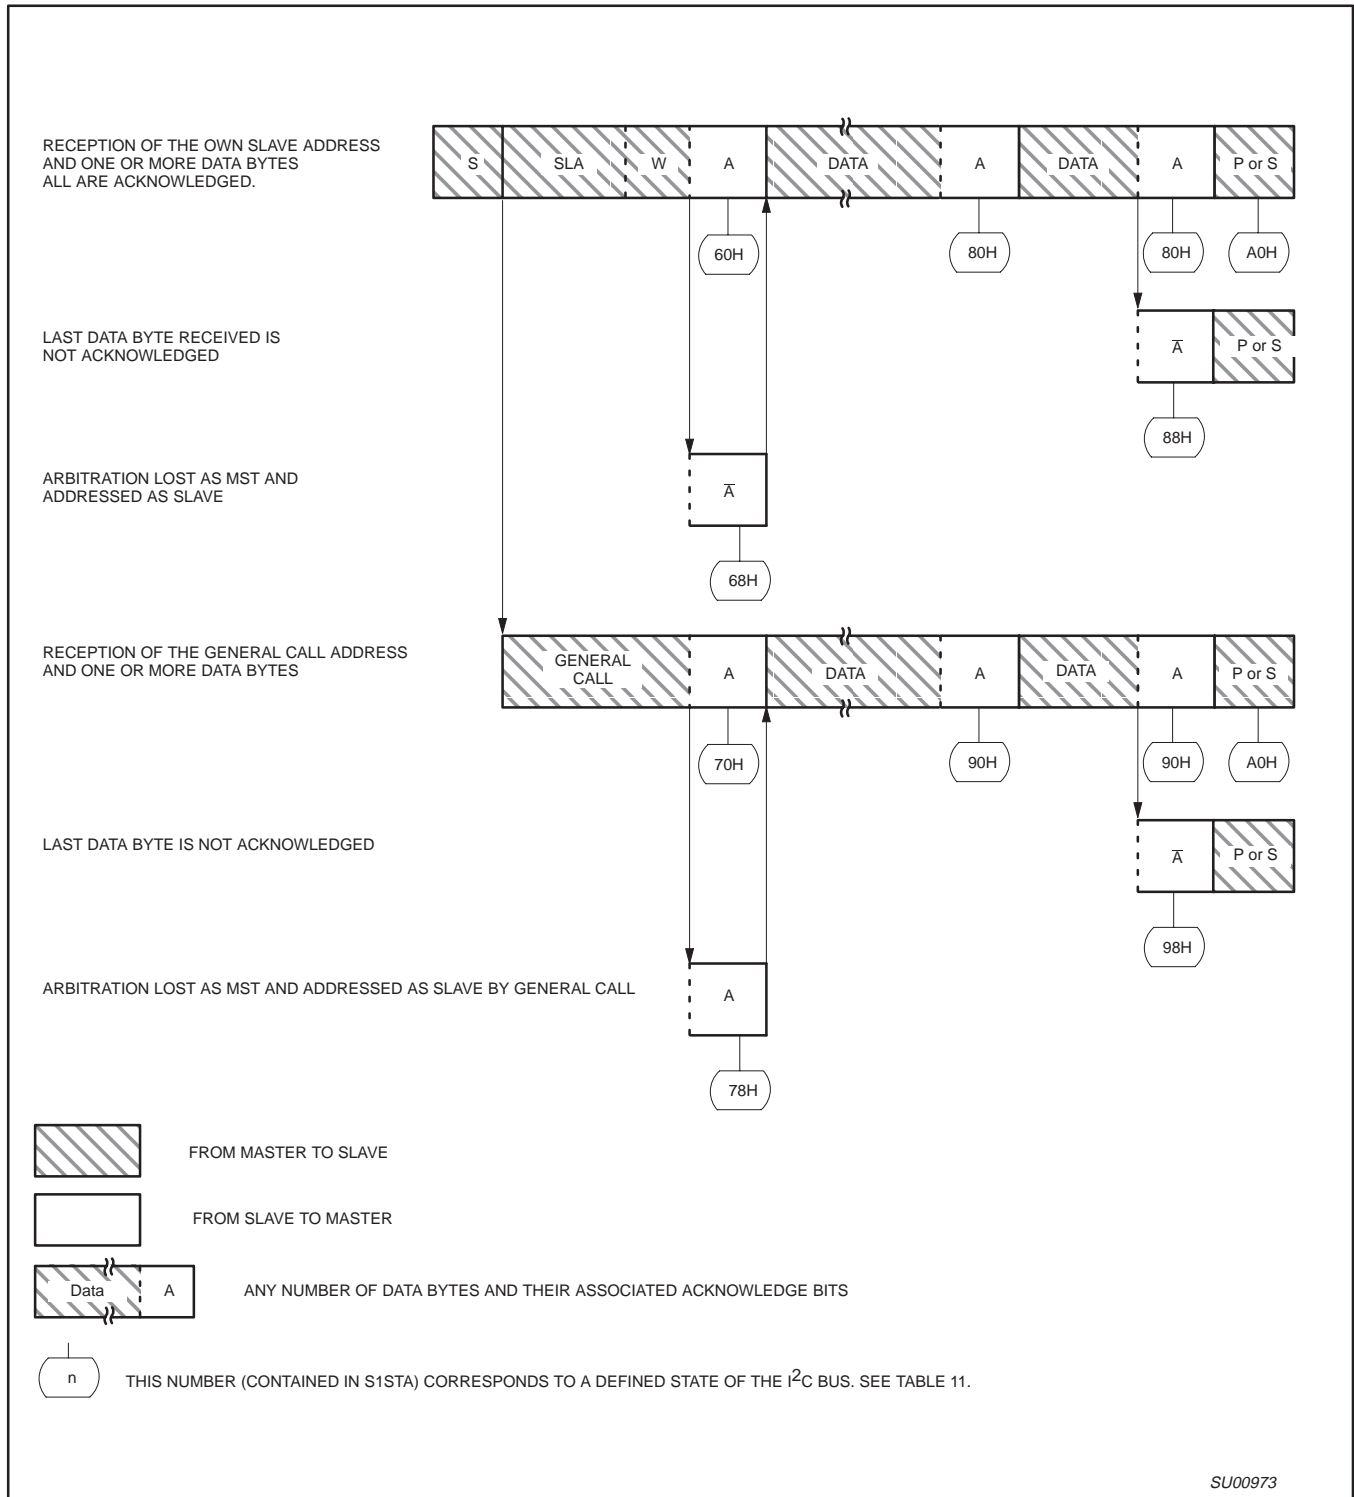 RECEPTION OF THE OWN SLAVE ADDRESS
AND ONE OR MORE DATA BYTES
ALL ARE ACKNOWLEDGED.
S SLA W A DATA A DATA A P or S
60H 80H 80H A0H
LAST DATA BYTE RECEIVED IS
NOT ACKNOWLEDGED
A̅ P or S
88H
ARBITRATION LOST AS MST AND
ADDRESSED AS SLAVE
A̅
68H
RECEPTION OF THE GENERAL CALL ADDRESS
AND ONE OR MORE DATA BYTES
GENERAL
CALL
A DATA A DATA A P or S
70H 90H 90H A0H
LAST DATA BYTE IS NOT ACKNOWLEDGED
A̅ P or S
98H
ARBITRATION LOST AS MST AND ADDRESSED AS SLAVE BY GENERAL CALL
A
78H
FROM MASTER TO SLAVE
FROM SLAVE TO MASTER
Data A
ANY NUMBER OF DATA BYTES AND THEIR ASSOCIATED ACKNOWLEDGE BITS
n
THIS NUMBER (CONTAINED IN S1STA) CORRESPONDS TO A DEFINED STATE OF THE I²C BUS. SEE TABLE 11.
SU00973